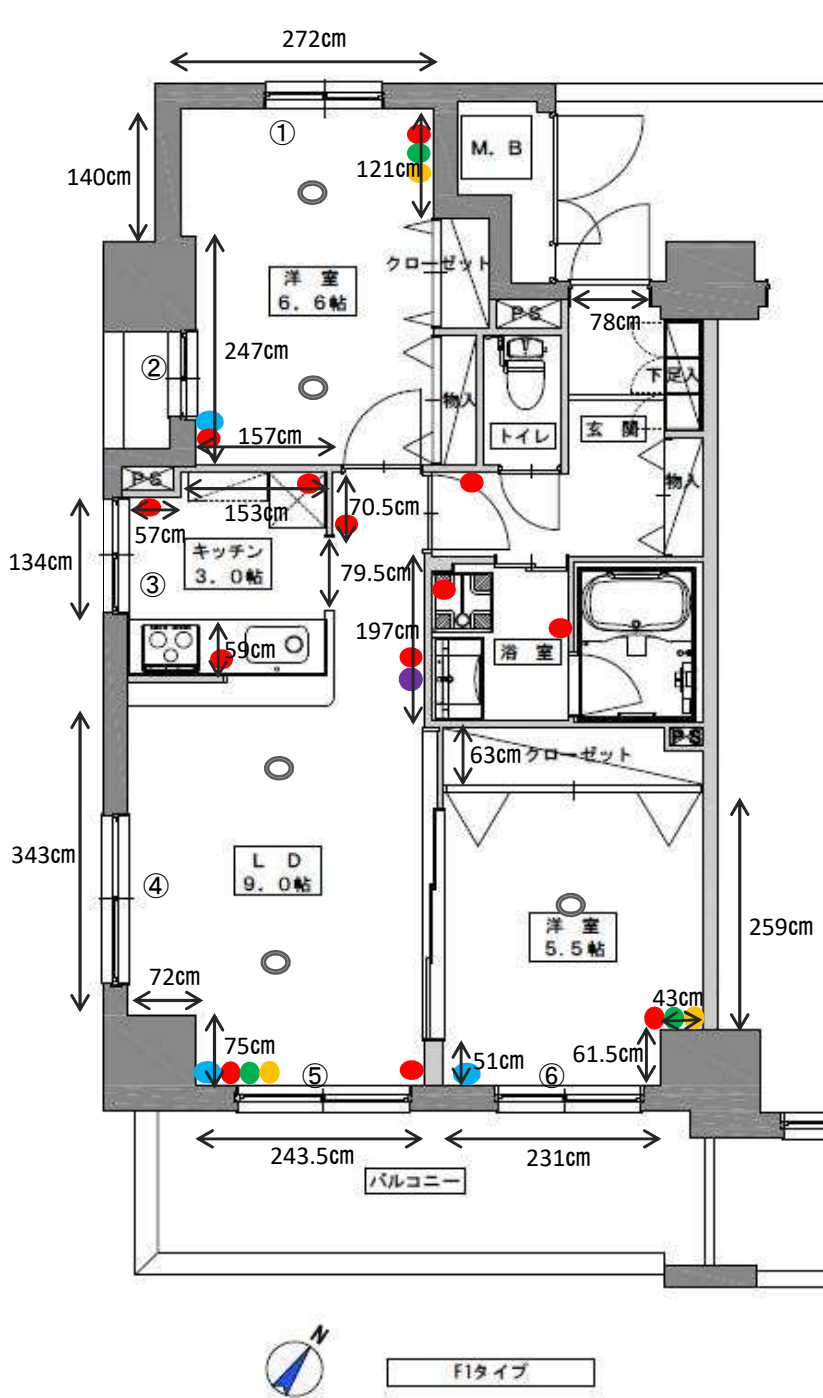 272㎝
①
140㎝
121㎝
M. B
クローゼット
洋 室
6. 6帖
PS
78㎝
②
247㎝
下足入
物入
トイレ
玄 関
157㎝
PS
153㎝
70.5㎝
物入
57㎝
134㎝
キッチン
3. 0帖
③
79.5㎝
197㎝
59㎝
浴 室
PS
63㎝
クローゼット
343㎝
L D
9. 0帖
④
洋 室
5. 5帖
259㎝
72㎝
43㎝
75㎝
⑤
51㎝
⑥
61.5㎝
243.5㎝
231㎝
バルコニー
N
F1タイプ